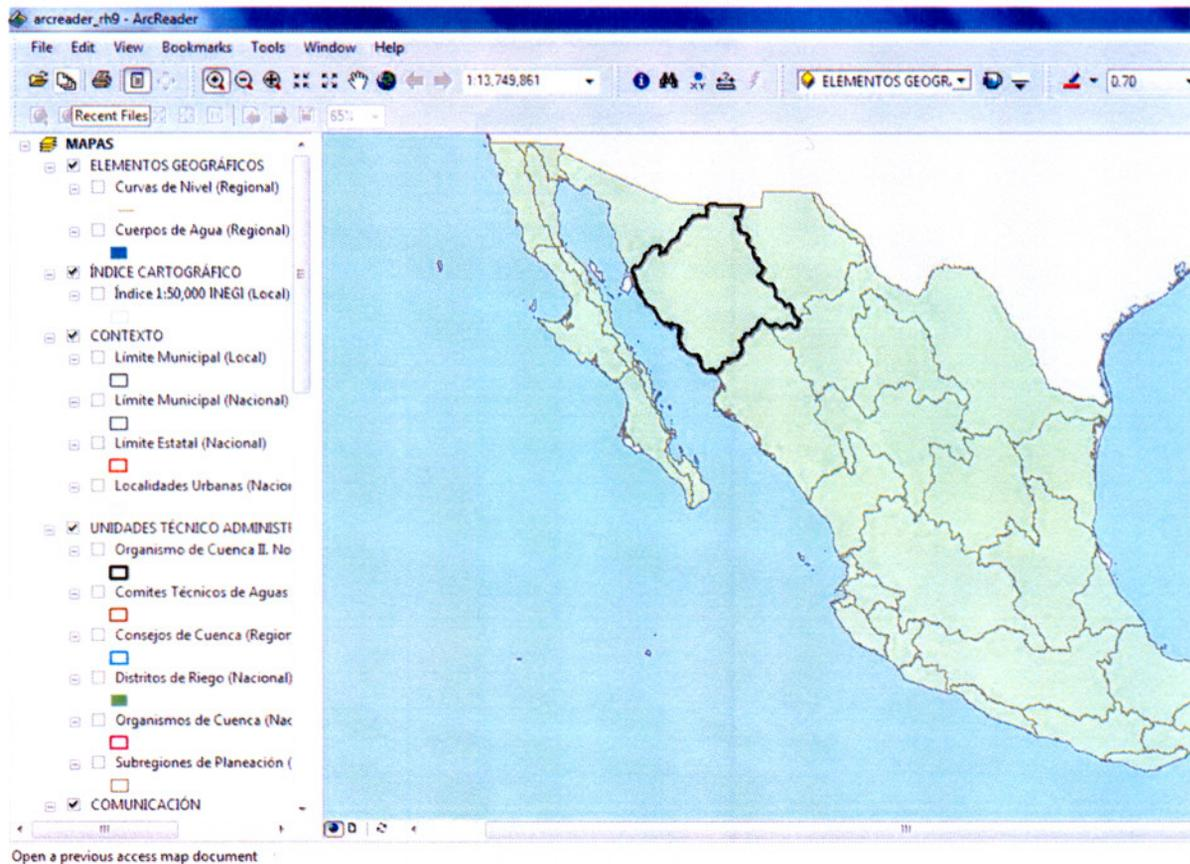 arcreader_rh9 - ArcReader
File Edit View Bookmarks Tools Window Help
1:13,749,861 XY ELEMENTOS GEOGR. 0.70
Recent Files 65%
MAPAS
ELEMENTOS GEOGRÁFICOS
Curvas de Nivel (Regional)
Cuerpos de Agua (Regional)
ÍNDICE CARTOGRÁFICO
Índice 1:50,000 INEGI (Local)
CONTEXTO
Límite Municipal (Local)
Límite Municipal (Nacional)
Límite Estatal (Nacional)
Localidades Urbanas (Nacion
UNIDADES TÉCNICO ADMINISTR
Organismo de Cuenca II. No
Comites Técnicos de Aguas
Consejos de Cuenca (Region
Distritos de Riego (Nacional)
Organismos de Cuenca (Nac
Subregiones de Planeación (
COMUNICACIÓN
Open a previous access map document